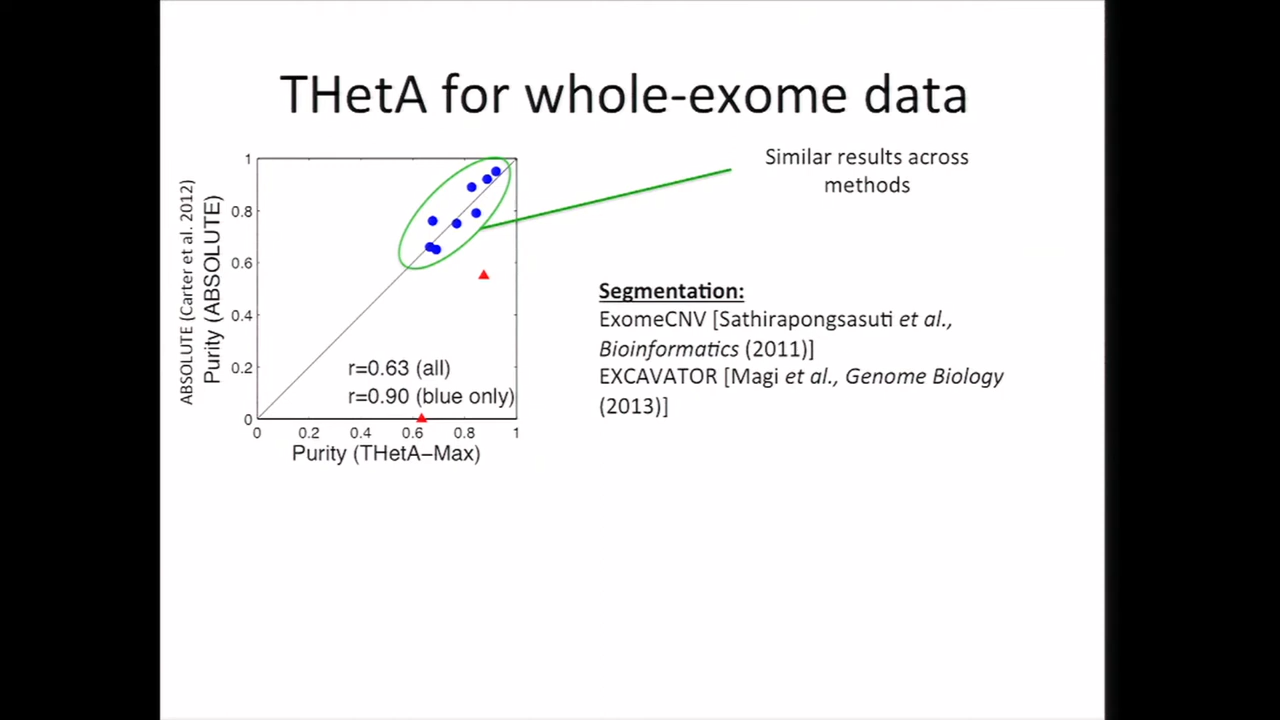 THetA for whole-exome data
Similar results across
methods
ABSOLUTE (Carter et al. 2012)
Purity (ABSOLUTE)
1
0.8
0.6
0.4
0.2
0
r=0.63 (all)
r=0.90 (blue only)
0 0.2 0.4 0.6 0.8 1
Purity (THetA−Max)
Segmentation:
ExomeCNV [Sathirapongsasuti et al.,
Bioinformatics (2011)]
EXCAVATOR [Magi et al., Genome Biology
(2013)]